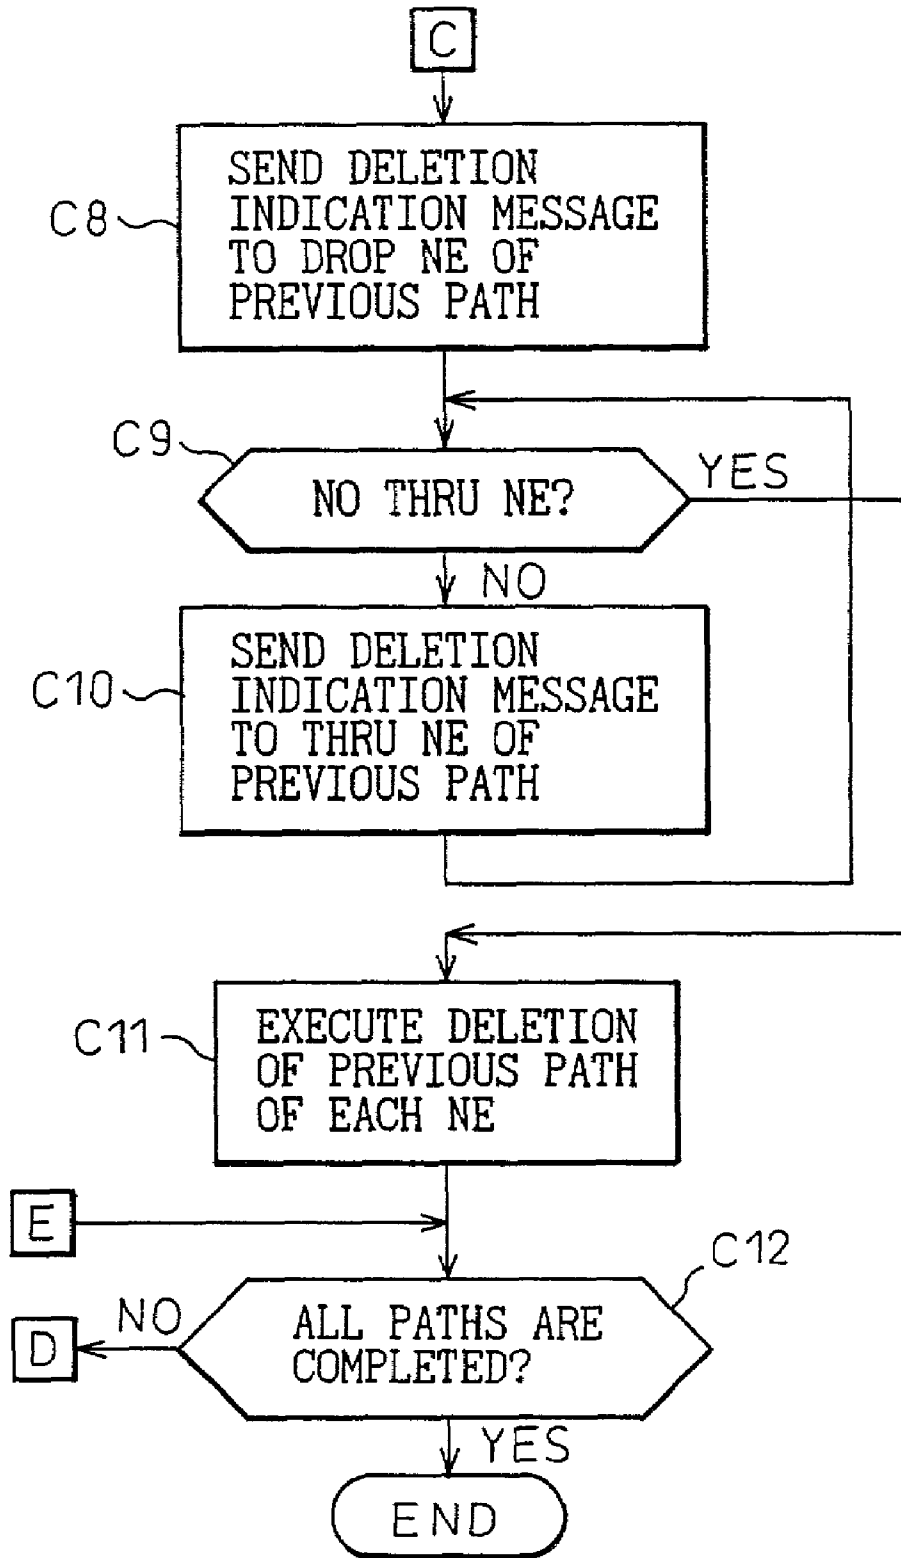 C
C8
SEND DELETION
INDICATION MESSAGE
TO DROP NE OF
PREVIOUS PATH
C9
NO THRU NE?
YES
NO
C10
SEND DELETION
INDICATION MESSAGE
TO THRU NE OF
PREVIOUS PATH
C11
EXECUTE DELETION
OF PREVIOUS PATH
OF EACH NE
E
C12
ALL PATHS ARE
COMPLETED?
NO
D
YES
END